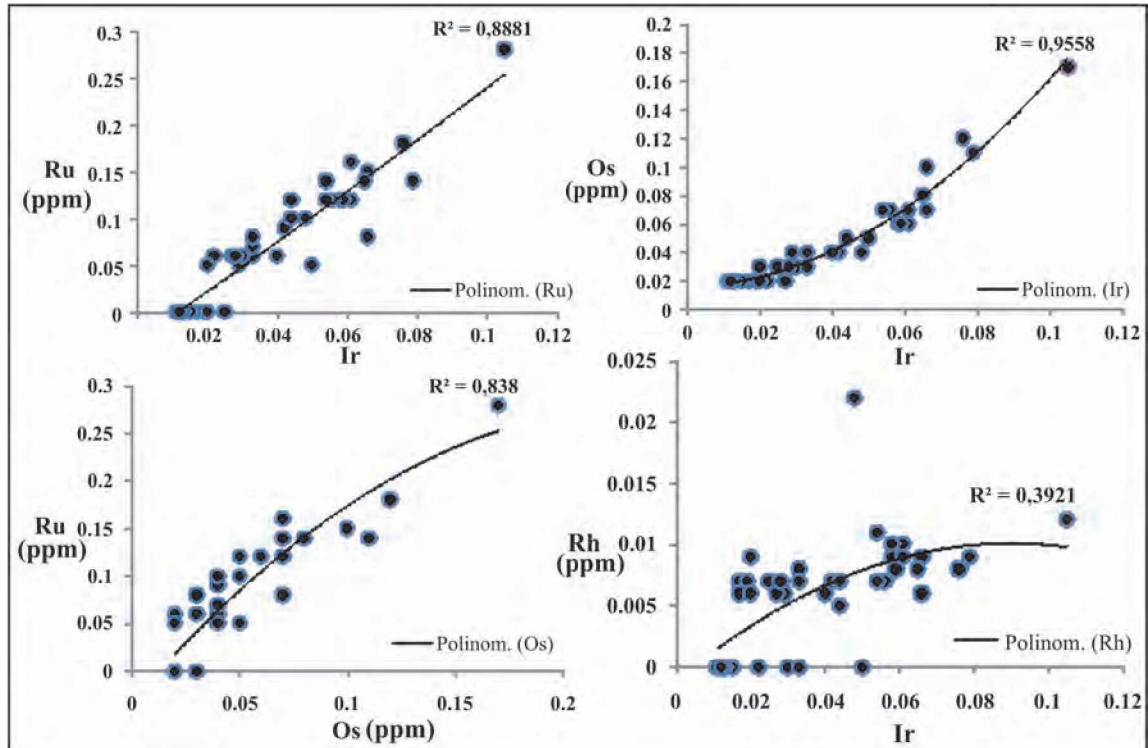 R² = 0,8881
0.3
0.25
0.2
Ru
(ppm)
0.15
0.1
0.05
0
0.02
0.04
0.06
0.08
0.1
0.12
Ir
Polinom. (Ru)
R² = 0,9558
0.2
0.18
0.16
0.14
0.12
Os
(ppm)
0.10
0.08
0.06
0.04
0.02
0.00
0
0.02
0.04
0.06
0.08
0.1
0.12
Ir
Polinom. (Ir)
R² = 0,838
0.3
0.25
0.2
Ru
(ppm)
0.15
0.1
0.05
0
0.00
0.05
0.1
0.15
0.2
Os (ppm)
Polinom. (Os)
0.025
0.02
0.015
R² = 0,3921
Rh
(ppm)
0.01
0.005
0
0
0.02
0.04
0.06
0.08
0.1
0.12
Ir
Polinom. (Rh)